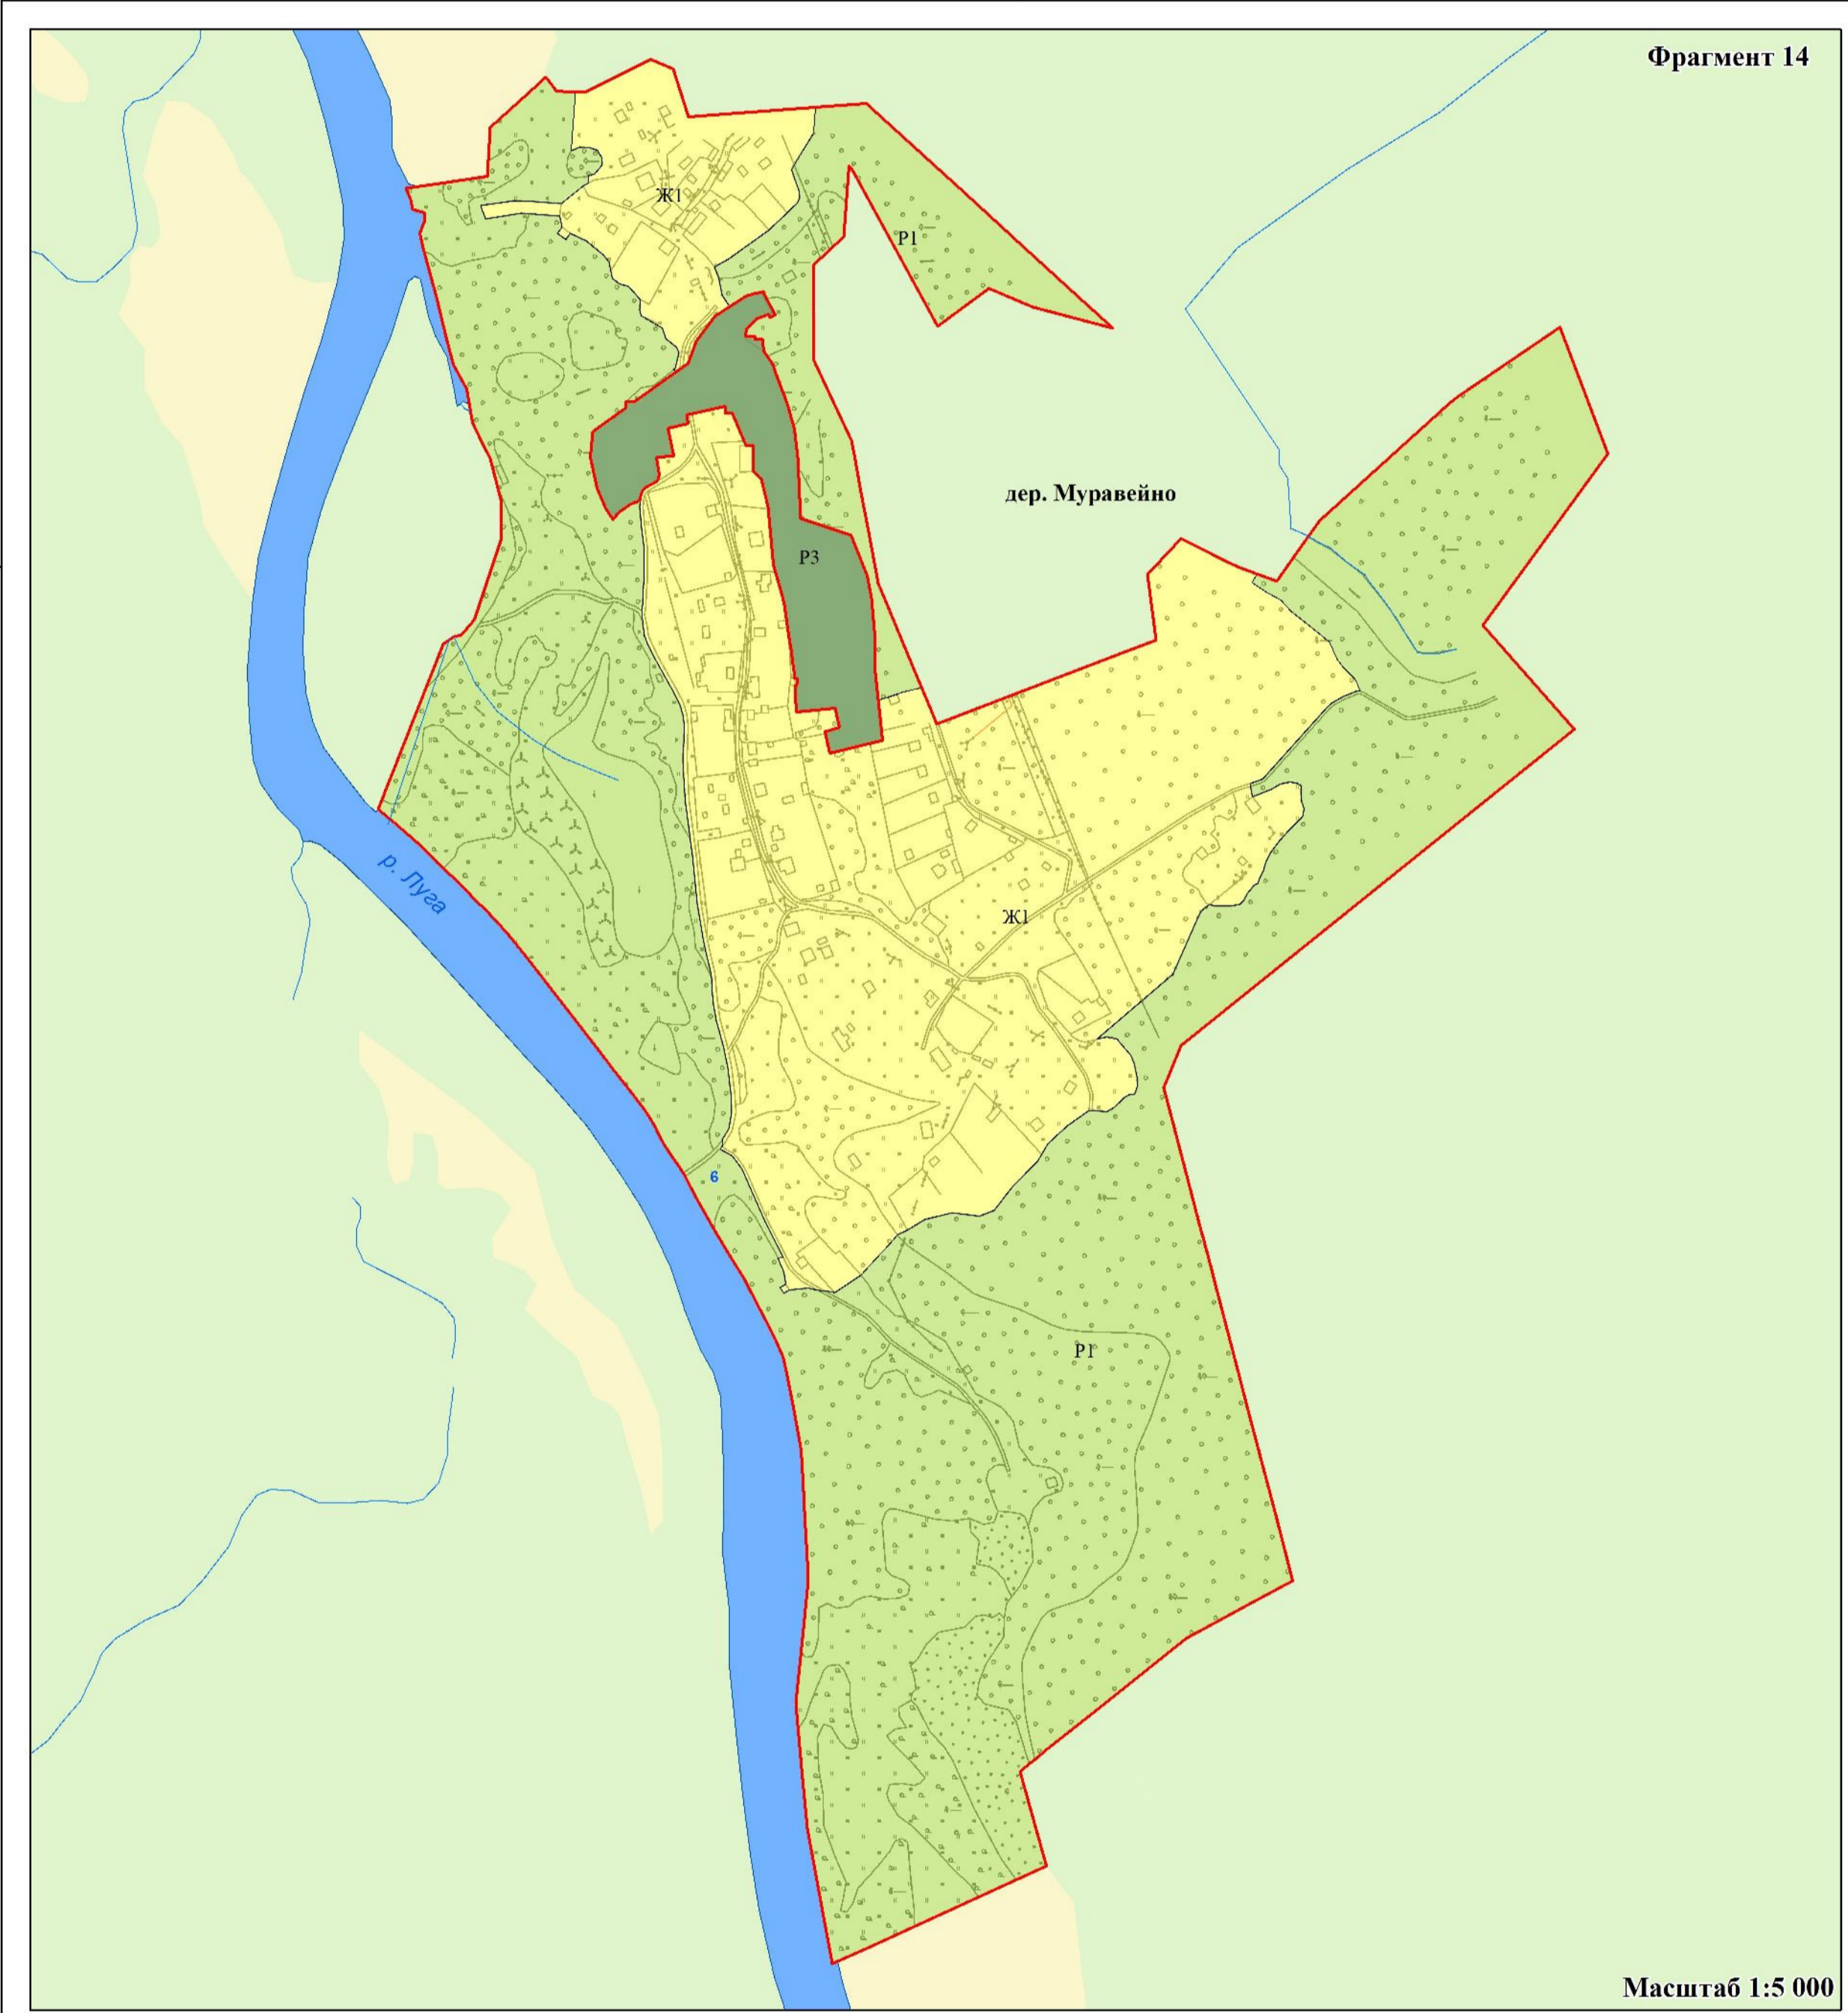 Фрагмент 14
Ж1
Р1
дер. Муравейно
Р3
р. Луга
Ж1
6
Р1
Масштаб 1:5 000